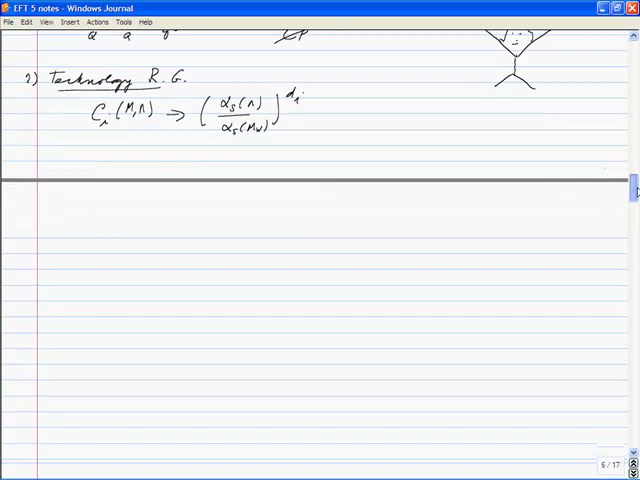 EFT 5 notes - Windows Journal
File Edit View Insert Actions Tools Help
2) Technology R.G.
C_i (M,Λ) ⇒ (α_s(Λ) / α_s(M_W))^{d_i}
6 / 17